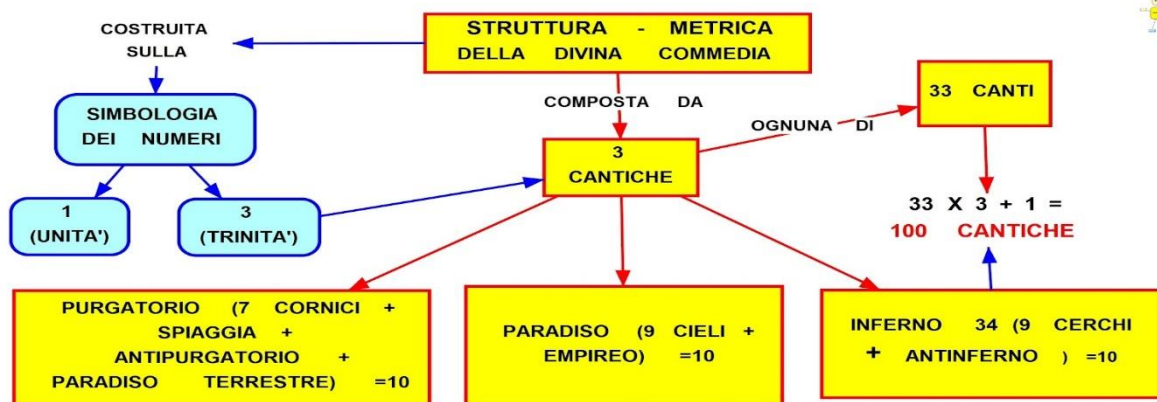 COSTRUITA
SULLA
STRUTTURA - METRICA
DELLA DIVINA COMMEDIA
SIMBOLOGIA
DEI NUMERI
COMPOSTA DA
33 CANTI
OGNUNA DI
3
CANTICHE
1
(UNITA')
3
(TRINITA')
33 X 3 + 1 =
100 CANTICHE
PURGATORIO (7 CORNICI +
SPIAGGIA +
ANTIPURGATORIO +
PARADISO TERRESTRE) =10
PARADISO (9 CIELI +
EMPIREO) =10
INFERNO 34 (9 CERCHI
+ ANTINFERNO ) =10